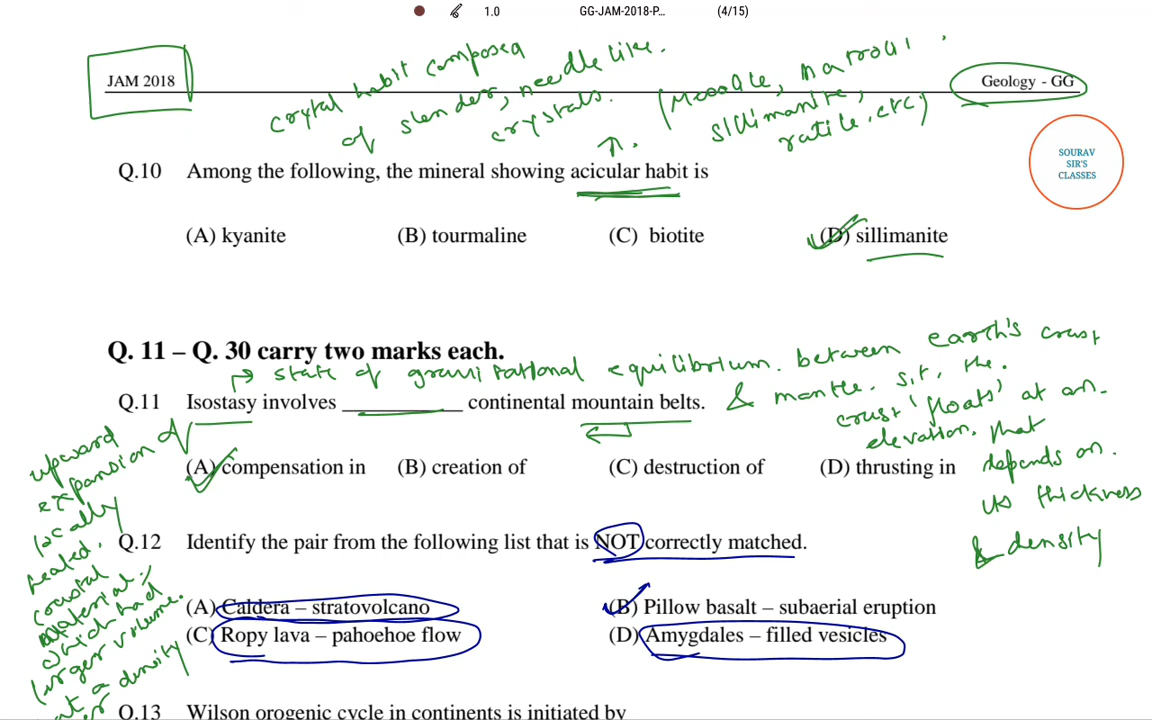 1.0 GG-JAM-2018-P... (4/15)
JAM 2018
Geology - GG
crystal habit composed
of slender, needle like.
crystals.
sillimanite,
SOURAV
SIR'S
CLASSES
Q.10 Among the following, the mineral showing acicular habit is
(A) kyanite (B) tourmaline (C) biotite (D) sillimanite
Q. 11 – Q. 30 carry two marks each.
→ state of gravitational equilibrium. between earth's crust
& mantle. s.t. the.
crust 'floats' at an
elevation. that
depends on.
its thickness
& density
Q.11 Isostasy involves __________ continental mountain belts.
(A) compensation in (B) creation of (C) destruction of (D) thrusting in
upward
expansion of
locally
heated.
crustal
material
which had
larger volume.
at a
density
Q.12 Identify the pair from the following list that is NOT correctly matched.
(A) Caldera – stratovolcano (B) Pillow basalt – subaerial eruption
(C) Ropy lava – pahoehoe flow (D) Amygdales – filled vesicles
Q.13 Wilson orogenic cycle in continents is initiated by